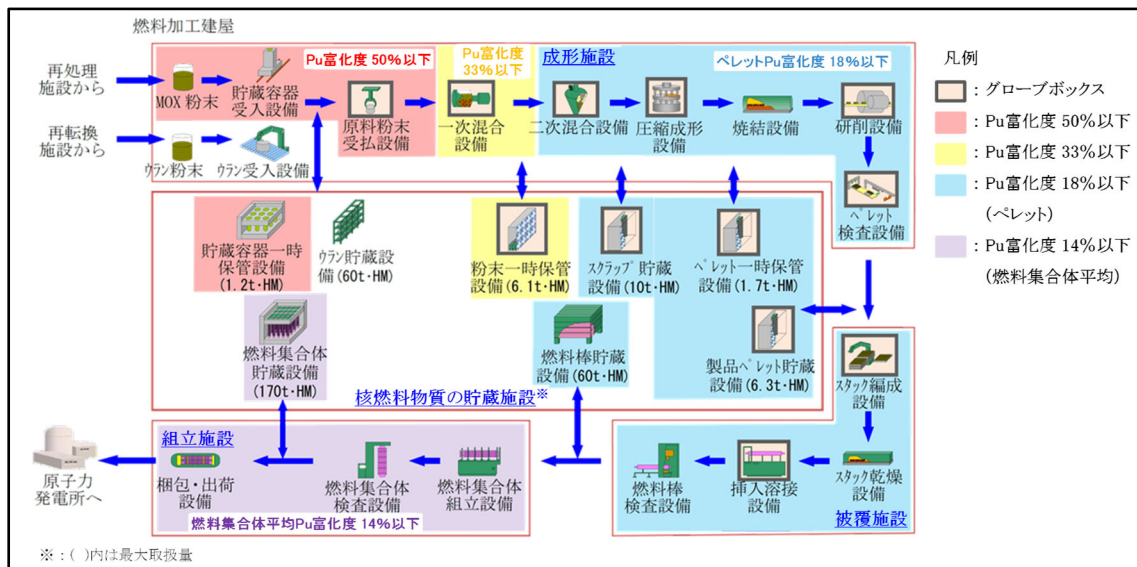 燃料加工建屋
再処理
施設から
MOX 粉末
貯蔵容器
受入設備
Pu富化度 50%以下
原料粉末
受払設備
Pu富化度
33%以下
一次混合
設備
成形施設
二次混合設備
圧縮成形
設備
ペレットPu富化度 18%以下
焼結設備
研削設備
再転換
施設から
ウラン粉末
ウラン受入設備
ペレット
検査設備
貯蔵容器一時
保管設備
(1.2t・HM)
ウラン貯蔵設
備(60t・HM)
粉末一時保管
設備(6.1t・HM)
スクラップ貯蔵
設備(10t・HM)
ペレット一時保管
設備(1.7t・HM)
燃料集合体
貯蔵設備
(170t・HM)
燃料棒貯蔵
設備(60t・HM)
製品ペレット貯蔵
設備(6.3t・HM)
核燃料物質の貯蔵施設※
スタック編成
設備
スタック乾燥
設備
挿入溶接
設備
燃料棒
検査設備
被覆施設
組立施設
燃料集合体
組立設備
燃料集合体
検査設備
梱包・出荷
設備
燃料集合体平均Pu富化度 14%以下
原子力
発電所へ
※：( )内は最大取扱量
凡例
：グローブボックス
：Pu富化度 50%以下
：Pu富化度 33%以下
：Pu富化度 18%以下
(ペレット)
：Pu富化度 14%以下
(燃料集合体平均)